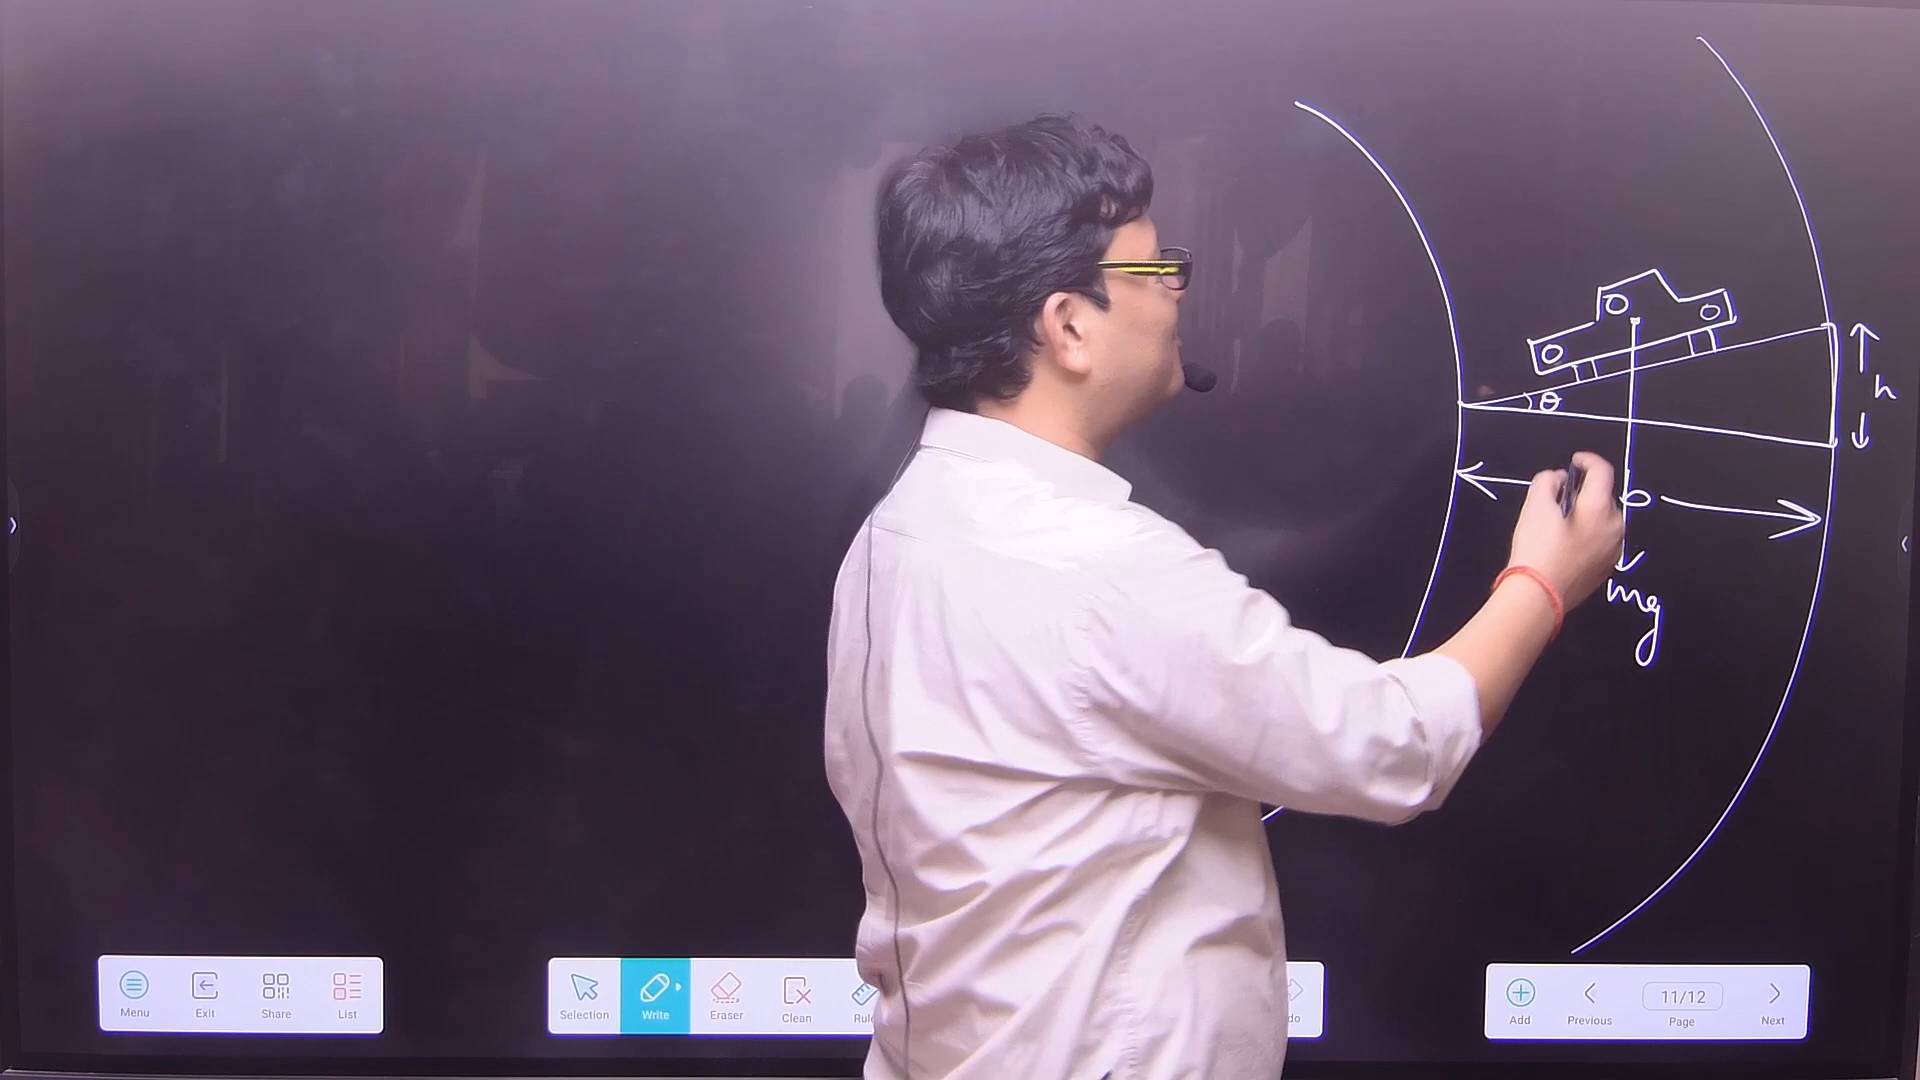 θ
h
b
mg
Menu
Exit
Share
List
Selection
Write
Eraser
Clean
Add
Previous
11/12
Page
Next